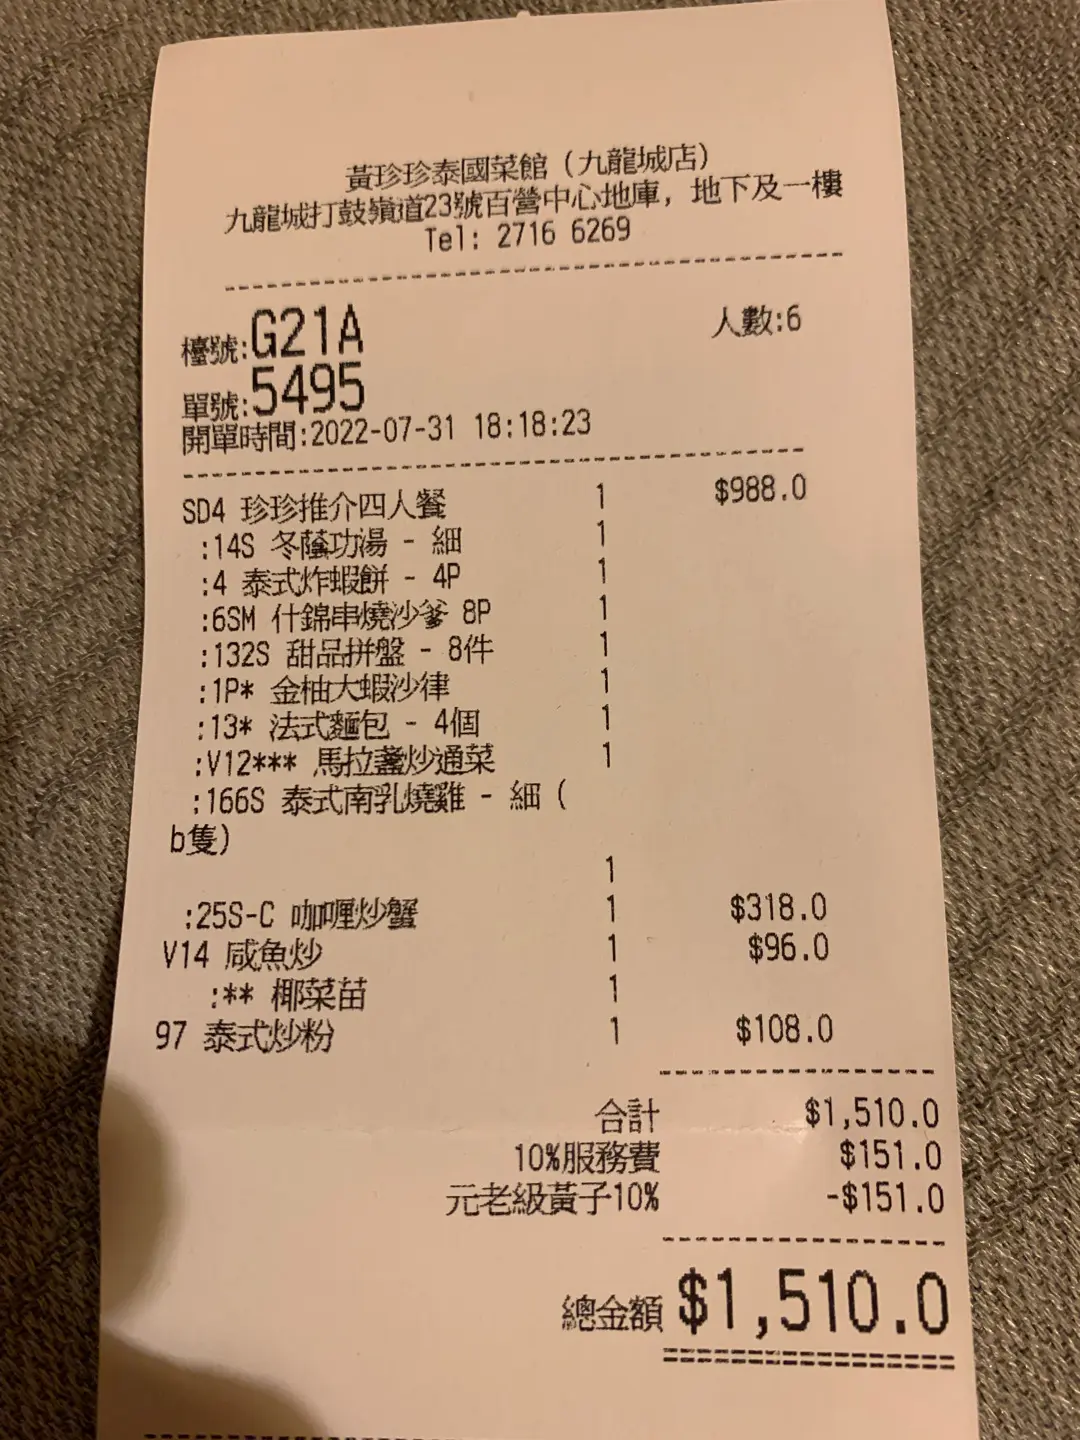 黃珍珍泰國菜館（九龍城店）
九龍城打鼓嶺道23號百營中心地庫，地下及一樓
Tel: 2716 6269
檯號:G21A 人數:6
單號:5495
開單時間:2022-07-31 18:18:23
SD4 珍珍推介四人餐 1 $988.0
:14S 冬蔭功湯 - 細 1
:4 泰式炸蝦餅 - 4P 1
:6SM 什錦串燒沙爹 8P 1
:132S 甜品拼盤 - 8件 1
:1P* 金柚大蝦沙律 1
:13* 法式麵包 - 4個 1
:V12*** 馬拉盞炒通菜 1
:166S 泰式南乳燒雞 - 細（
b隻）
1
:25S-C 咖喱炒蟹 1 $318.0
V14 咸魚炒 1 $96.0
:** 椰菜苗 1
97 泰式炒粉 1 $108.0
合計 $1,510.0
10%服務費 $151.0
元老級黃子10% -$151.0
總金額 $1,510.0